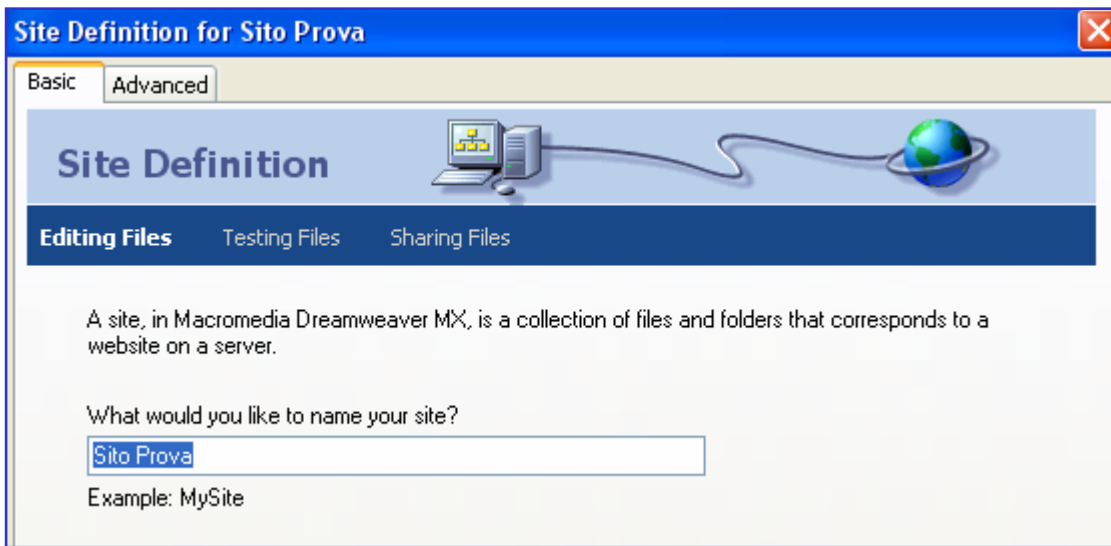 Site Definition for Sito Prova
Basic Advanced
Site Definition
Editing Files Testing Files Sharing Files
A site, in Macromedia Dreamweaver MX, is a collection of files and folders that corresponds to a
website on a server.
What would you like to name your site?
Sito Prova
Example: MySite